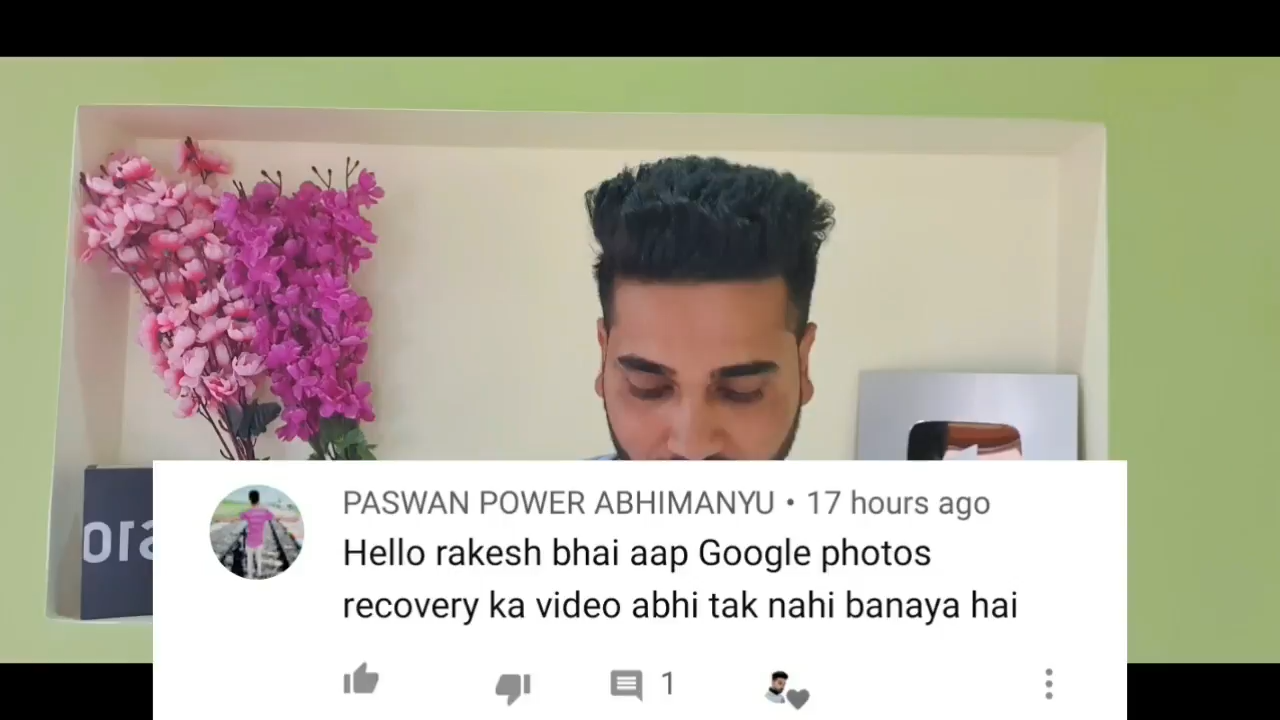 PASWAN POWER ABHIMANYU • 17 hours ago
Hello rakesh bhai aap Google photos
recovery ka video abhi tak nahi banaya hai
1